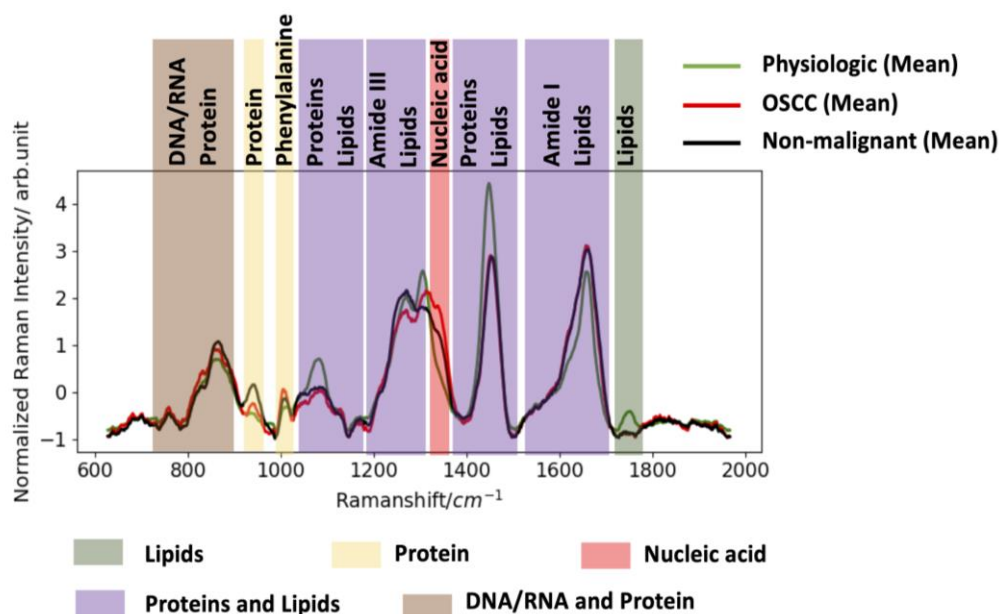 DNA/RNA
Protein
Protein
Phenylalanine
Proteins
Lipids
Amide III
Lipids
Nucleic acid
Proteins
Lipids
Amide I
Lipids
Lipids
Physiologic (Mean)
OSCC (Mean)
Non-malignant (Mean)
Normalized Raman Intensity/ arb.unit
4
3
2
1
0
−1
600 800 1000 1200 1400 1600 1800 2000
Ramanshift/cm⁻¹
Lipids Protein Nucleic acid
Proteins and Lipids DNA/RNA and Protein